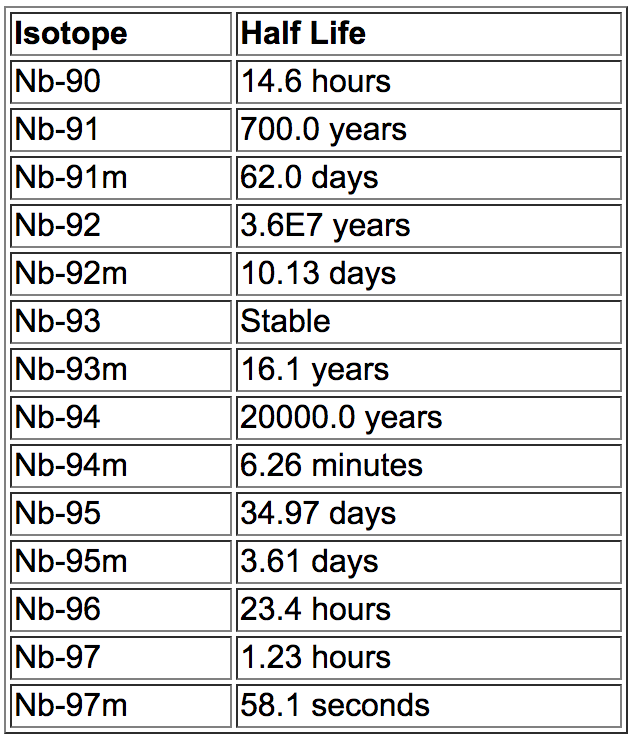 Isotope Half Life
Nb-90 14.6 hours
Nb-91 700.0 years
Nb-91m 62.0 days
Nb-92 3.6E7 years
Nb-92m 10.13 days
Nb-93 Stable
Nb-93m 16.1 years
Nb-94 20000.0 years
Nb-94m 6.26 minutes
Nb-95 34.97 days
Nb-95m 3.61 days
Nb-96 23.4 hours
Nb-97 1.23 hours
Nb-97m 58.1 seconds